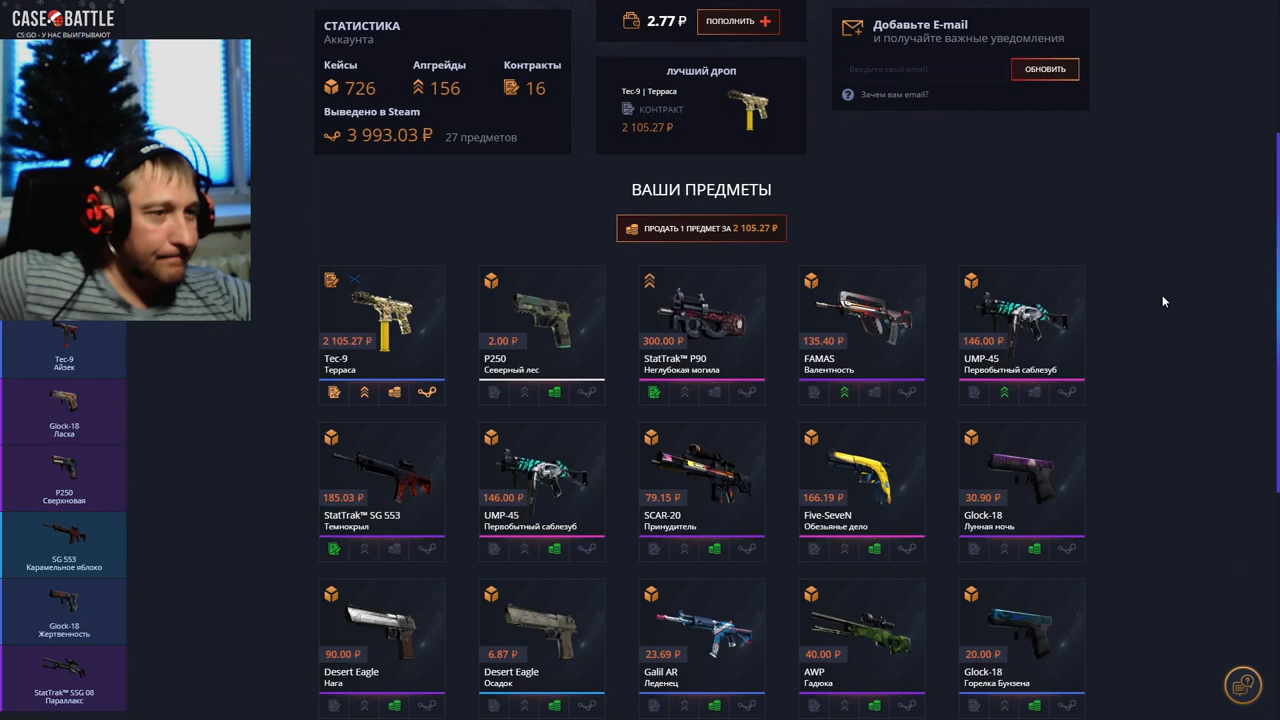 CASE BATTLE
CS:GO - У НАС ВЫИГРЫВАЮТ
СТАТИСТИКА
Аккаунта
Кейсы
Апгрейды
Контракты
726
156
16
Выведено в Steam
3 993.03 ₽
27 предметов
2.77 ₽
ПОПОЛНИТЬ +
ЛУЧШИЙ ДРОП
Tec-9 | Терраса
КОНТРАКТ
2 105.27 ₽
Добавьте E-mail
и получайте важные уведомления
Введите свой email
ОБНОВИТЬ
? Зачем вам email?
ВАШИ ПРЕДМЕТЫ
ПРОДАТЬ 1 ПРЕДМЕТ ЗА 2 105.27 ₽
2 105.27 ₽
Tec-9
Терраса
2.00 ₽
P250
Северный лес
300.00 ₽
StatTrak™ P90
Неглубокая могила
135.40 ₽
FAMAS
Валентность
146.00 ₽
UMP-45
Первобытный саблезуб
185.03 ₽
StatTrak™ SG 553
Темнокрыл
146.00 ₽
UMP-45
Первобытный саблезуб
79.15 ₽
SCAR-20
Принудитель
166.19 ₽
Five-SeveN
Обезьянье дело
30.90 ₽
Glock-18
Лунная ночь
90.00 ₽
Desert Eagle
Нага
6.87 ₽
Desert Eagle
Осадок
23.69 ₽
Galil AR
Леденец
40.00 ₽
AWP
Гадюка
20.00 ₽
Glock-18
Горелка Бунзена
Tec-9
Айзек
Glock-18
Ласка
P250
Сверхновая
SG 553
Карамельное яблоко
Glock-18
Жертвенность
StatTrak™ SSG 08
Параллакс